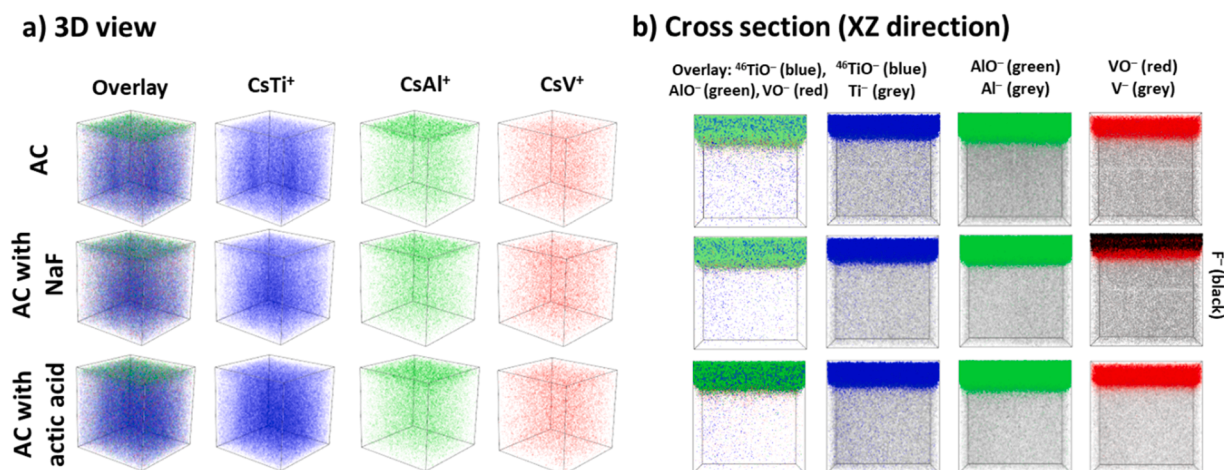 a) 3D view
Overlay
CsTi⁺
CsAl⁺
CsV⁺
AC
AC with
NaF
AC with
actic acid
b) Cross section (XZ direction)
Overlay: ⁴⁶TiO⁻ (blue),
AlO⁻ (green), VO⁻ (red)
⁴⁶TiO⁻ (blue)
Ti⁻ (grey)
AlO⁻ (green)
Al⁻ (grey)
VO⁻ (red)
V⁻ (grey)
F⁻ (black)